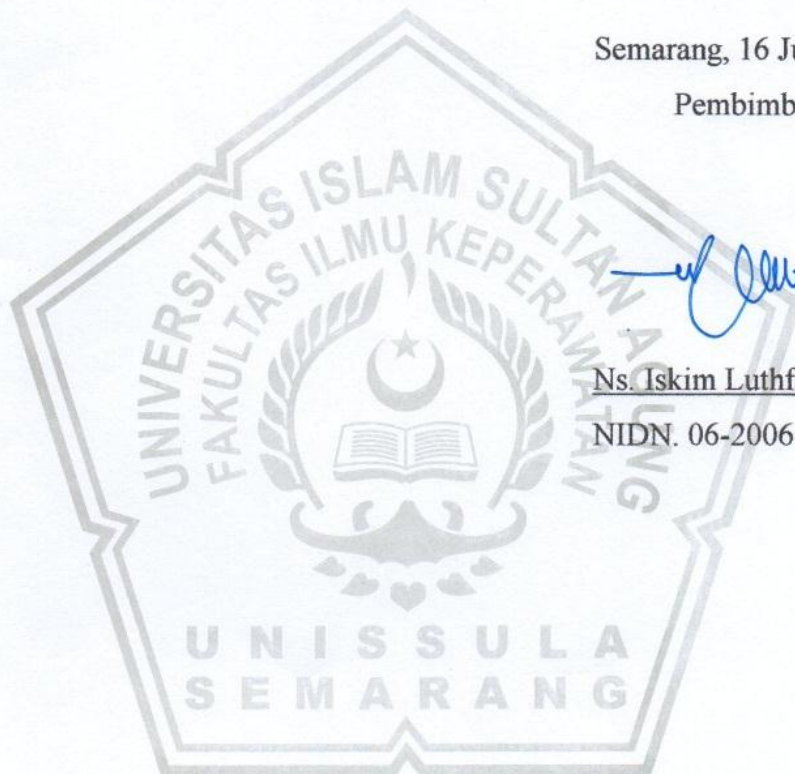 Semarang, 16 Ju
Pembimb
UNIVERSITAS ISLAM SULTAN AGUNG
FAKULTAS ILMU KEPERAWATAN
Ns. Iskim Luthf
NIDN. 06-2006
UNISSULA
SEMARANG